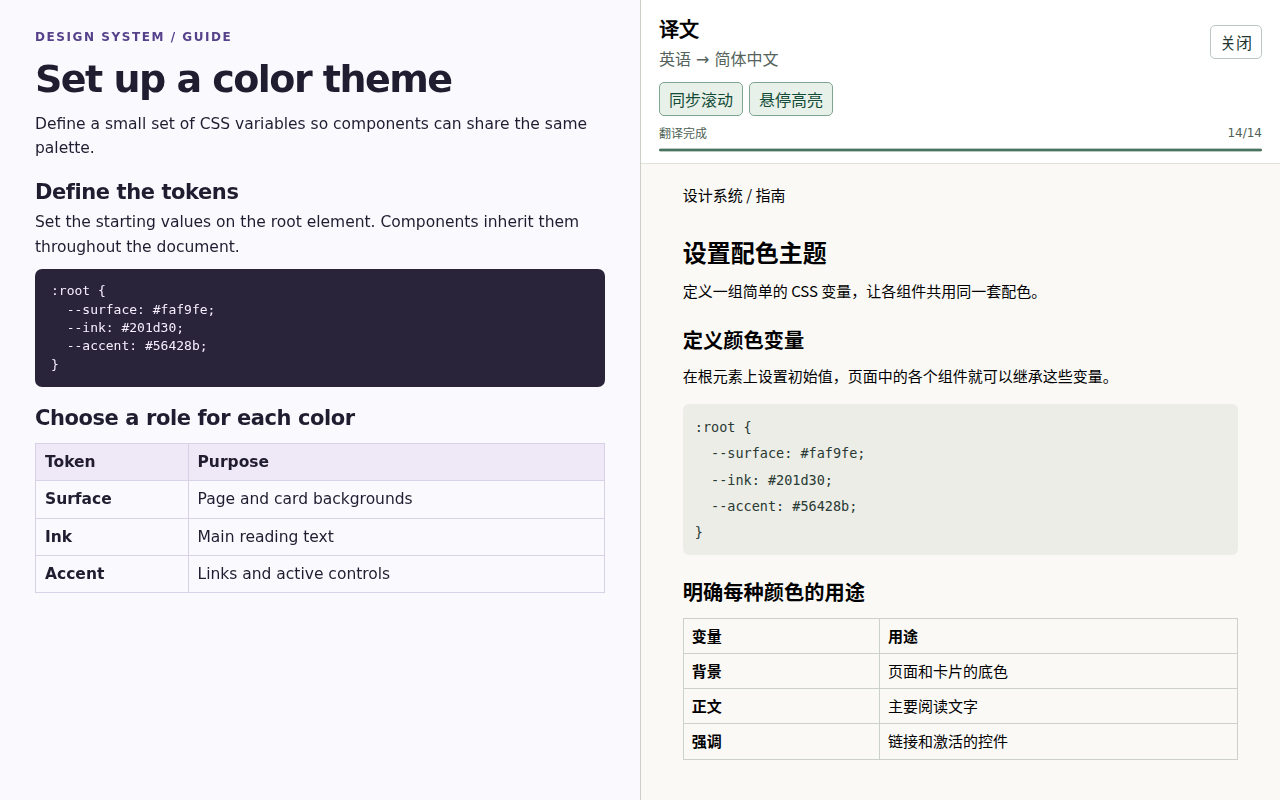 DESIGN SYSTEM / GUIDE
Set up a color theme
Define a small set of CSS variables so components can share the same
palette.
Define the tokens
Set the starting values on the root element. Components inherit them
throughout the document.
:root {
  --surface: #faf9fe;
  --ink: #201d30;
  --accent: #56428b;
}
Choose a role for each color
Token Purpose
Surface Page and card backgrounds
Ink Main reading text
Accent Links and active controls
译文
英语 → 简体中文
关闭
同步滚动 悬停高亮
翻译完成 14/14
设计系统 / 指南
设置配色主题
定义一组简单的 CSS 变量，让各组件共用同一套配色。
定义颜色变量
在根元素上设置初始值，页面中的各个组件就可以继承这些变量。
:root {
  --surface: #faf9fe;
  --ink: #201d30;
  --accent: #56428b;
}
明确每种颜色的用途
变量 用途
背景 页面和卡片的底色
正文 主要阅读文字
强调 链接和激活的控件